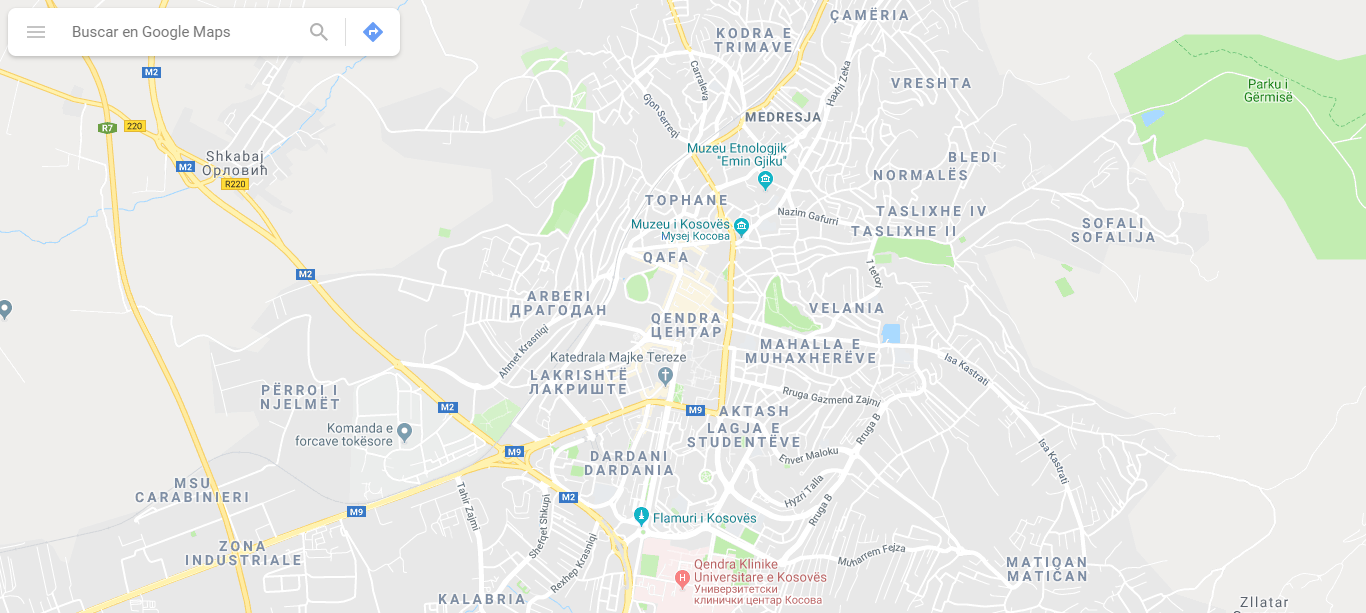 Buscar en Google Maps
ÇAMËRIA
KODRA E
TRIMAVE
M2
Carraleva
Haxhi Zeka
VRESHTA
Parku i
Gërmisë
Gjon Serreqi
MEDRESJA
R7
220
Muzeu Etnologjik
"Emin Gjiku"
Shkabaj
Орловић
M2
R220
BLEDI
NORMALËS
TOPHANE
Nazim Gafurri
TASLIXHE IV
TASLIXHE II
SOFALI
SOFALIJA
Muzeu i Kosovës
Музеј Косова
QAFA
1 tetori
M2
ARBERI
ДРАГОДАН
VELANIA
QENDRA
ЦЕНТАР
Ahmet Krasniqi
MAHALLA E
MUHAXHERËVE
Katedrala Majke Tereze
Isa Kastrati
LAKRISHTË
ЛАКРИШТЕ
PËRROI I
NJELMËT
Rruga Gazmend Zajmi
M2
M9
AKTASH
Komanda e
forcave tokësore
LAGJA E
STUDENTËVE
Rruga B
M9
DARDANI
DARDANIA
Enver Maloku
Isa Kastrati
MSU
CARABINIERI
M2
Hyzri Talla
Rruga B
M9
Tahir Zajmi
Shefqet Shkupi
Flamuri i Kosovës
ZONA
INDUSTRIALE
Rexhep Krasniqi
Muharrem Fejza
Qendra Klinike
Universitare e Kosovës
Универзитетски
клинички центар Косова
MATIQAN
MATIČAN
KALABRIA
Zllatar